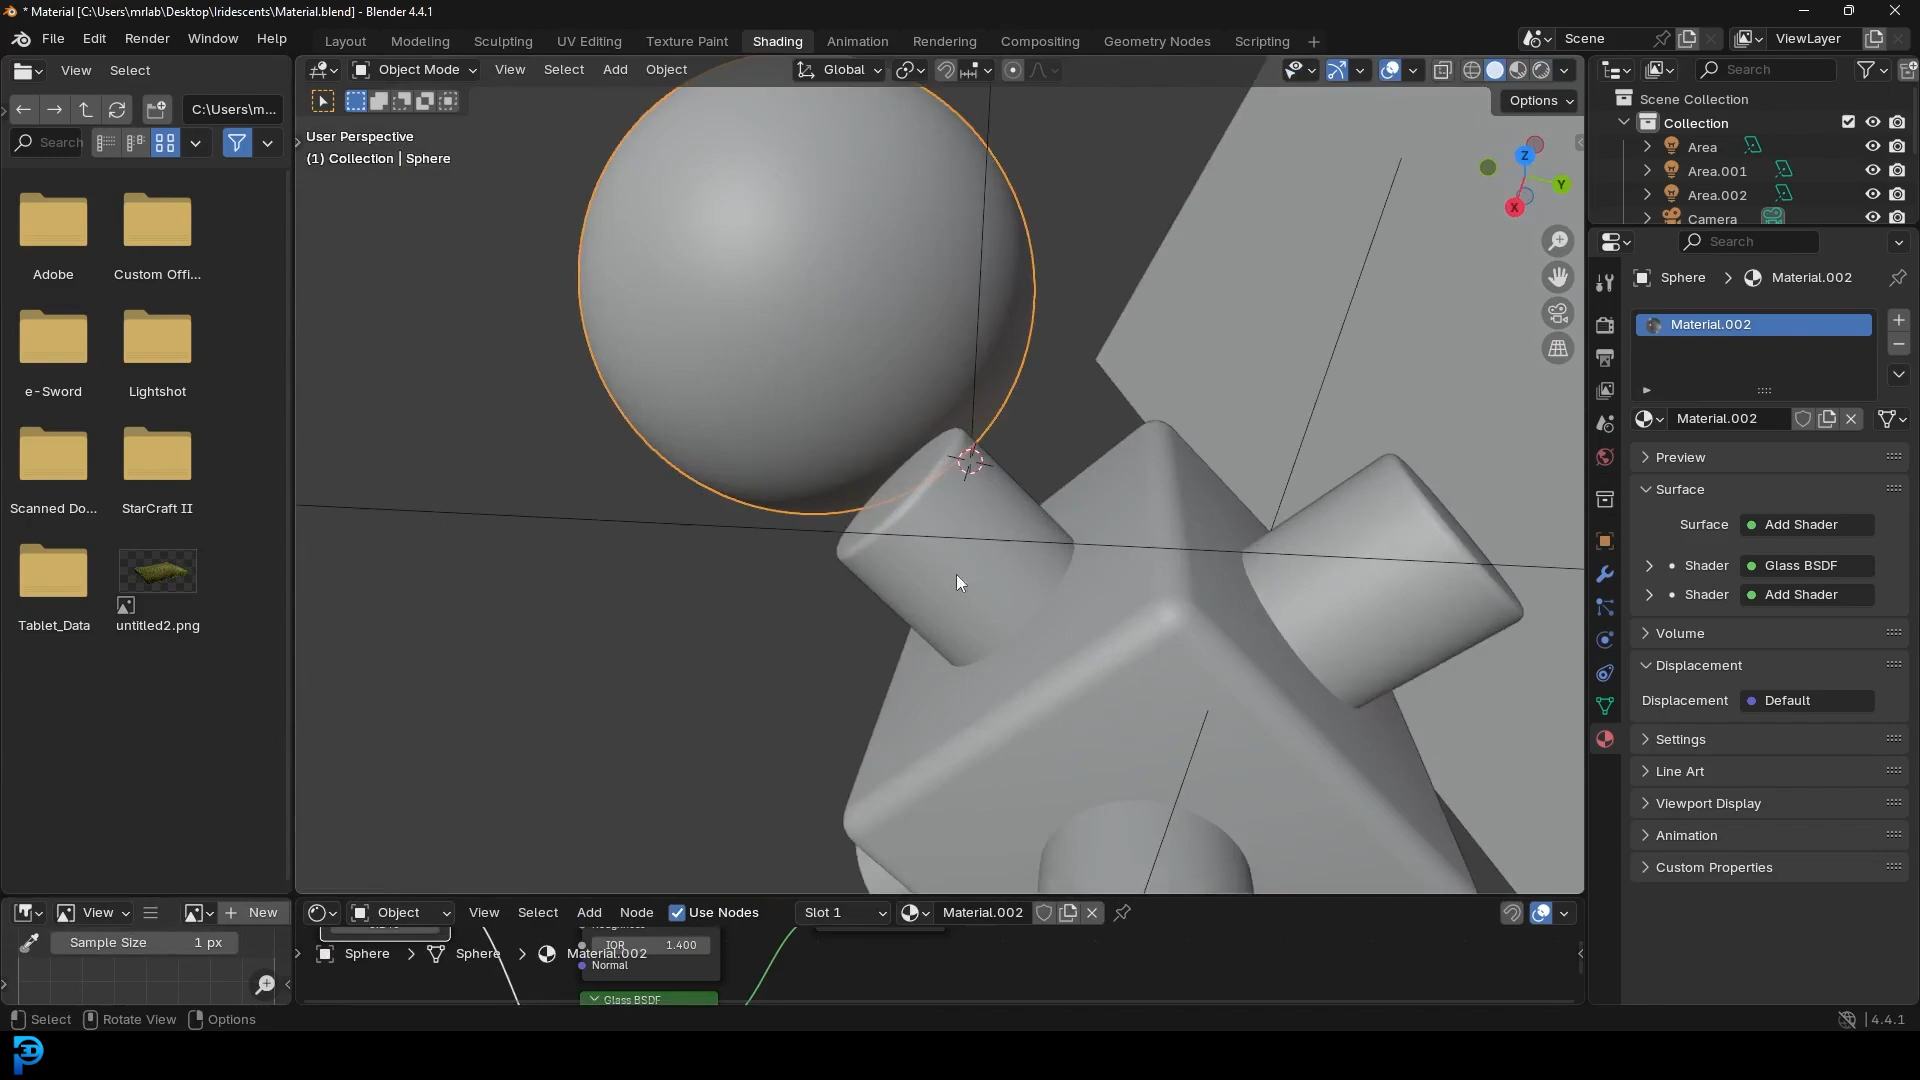 * Material [C:\Users\mrlab\Desktop\Iridescents\Material.blend] - Blender 4.4.1
File Edit Render Window Help
Layout Modeling Sculpting UV Editing Texture Paint Shading Animation Rendering Compositing Geometry Nodes Scripting +
Scene
ViewLayer
View Select
C:\Users\m...
Search
Adobe
Custom Offi...
e-Sword
Lightshot
Scanned Do...
StarCraft II
Tablet_Data
untitled2.png
Object Mode View Select Add Object
Global
Options
User Perspective
(1) Collection | Sphere
Z
Y
X
Search
Scene Collection
Collection
Area
Area.001
Area.002
Camera
Search
Sphere > Material.002
Material.002
Material.002
Preview
Surface
Surface Add Shader
Shader Glass BSDF
Shader Add Shader
Volume
Displacement
Displacement Default
Settings
Line Art
Viewport Display
Animation
Custom Properties
View
New
Sample Size 1 px
Object View Select Add Node Use Nodes Slot 1 Material.002
Roughness
IOR 1.400
Sphere > Sphere > Material.002
Normal
Glass BSDF
Select Rotate View Options
4.4.1
3D